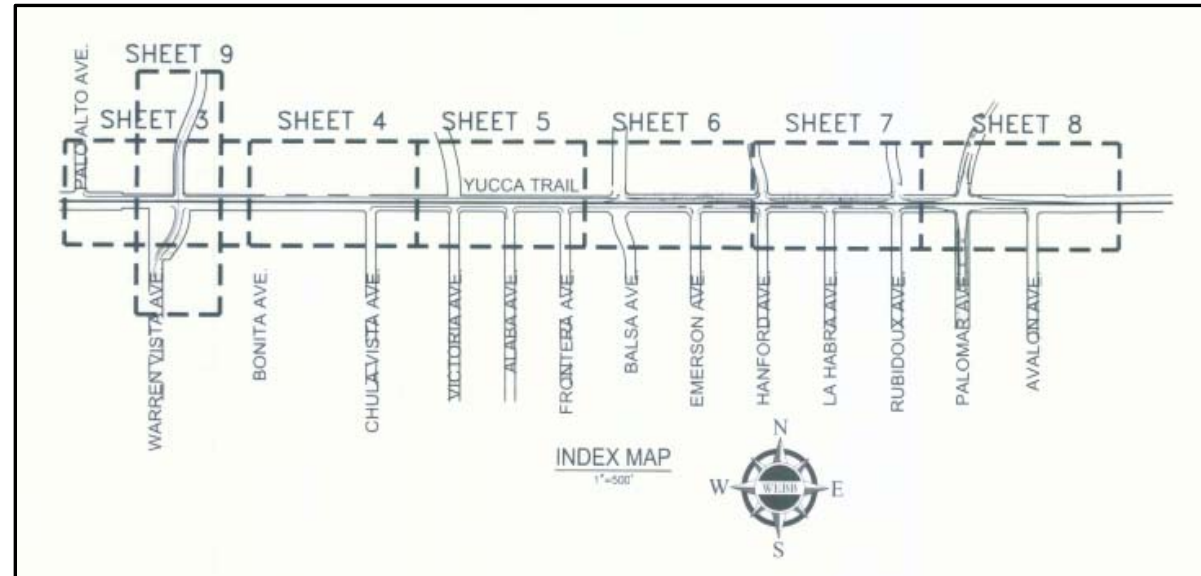 PALO ALTO AVE.
SHEET 9
SHEET 3
SHEET 4
SHEET 5
SHEET 6
SHEET 7
SHEET 8
YUCCA TRAIL
WARREN VISTA AVE.
BONITA AVE.
CHULA VISTA AVE.
VICTORIA AVE.
ALABA AVE.
FRONTERA AVE.
BALSA AVE.
EMERSON AVE.
HANFORD AVE.
LA HABRA AVE.
RUBIDOUX AVE.
PALOMAR AVE.
AVALON AVE.
INDEX MAP
1"=500'
N
W
WEBB
E
S